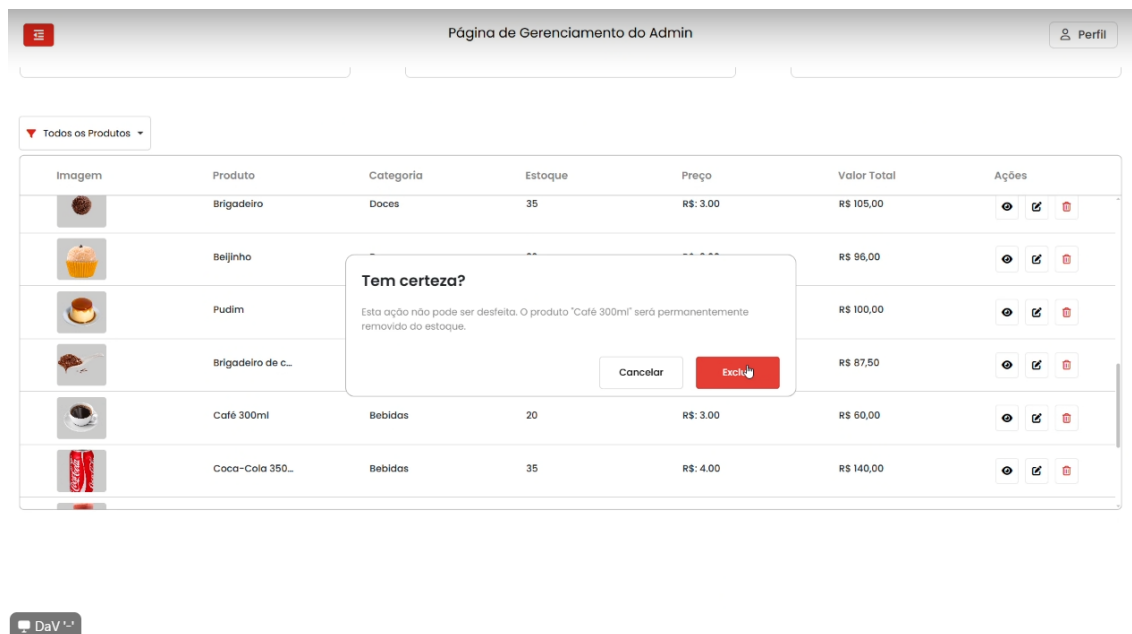 Página de Gerenciamento do Admin
Perfil
Todos os Produtos
Imagem Produto Categoria Estoque Preço Valor Total Ações
Brigadeiro Doces 35 R$: 3.00 R$ 105,00
Beijinho R$ 96,00
Pudim R$ 100,00
Brigadeiro de c... R$ 87,50
Tem certeza?
Esta ação não pode ser desfeita. O produto "Café 300ml" será permanentemente
removido do estoque.
Cancelar
Café 300ml Bebidas 20 R$: 3.00 R$ 60,00
Coca-Cola 350... Bebidas 35 R$: 4.00 R$ 140,00
DaV '-'